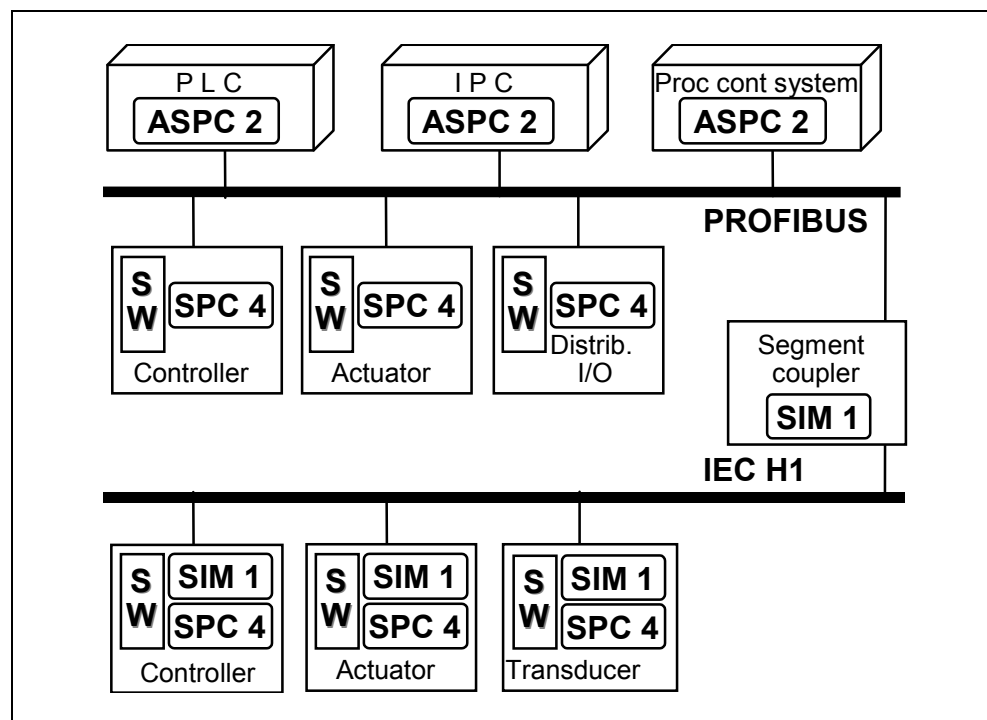 P L C
ASPC 2
I P C
ASPC 2
Proc cont system
ASPC 2
PROFIBUS
S
W
SPC 4
Controller
S
W
SPC 4
Actuator
S
W
SPC 4
Distrib.
I/O
Segment
coupler
SIM 1
IEC H1
S
W
SIM 1
SPC 4
Controller
S
W
SIM 1
SPC 4
Actuator
S
W
SIM 1
SPC 4
Transducer